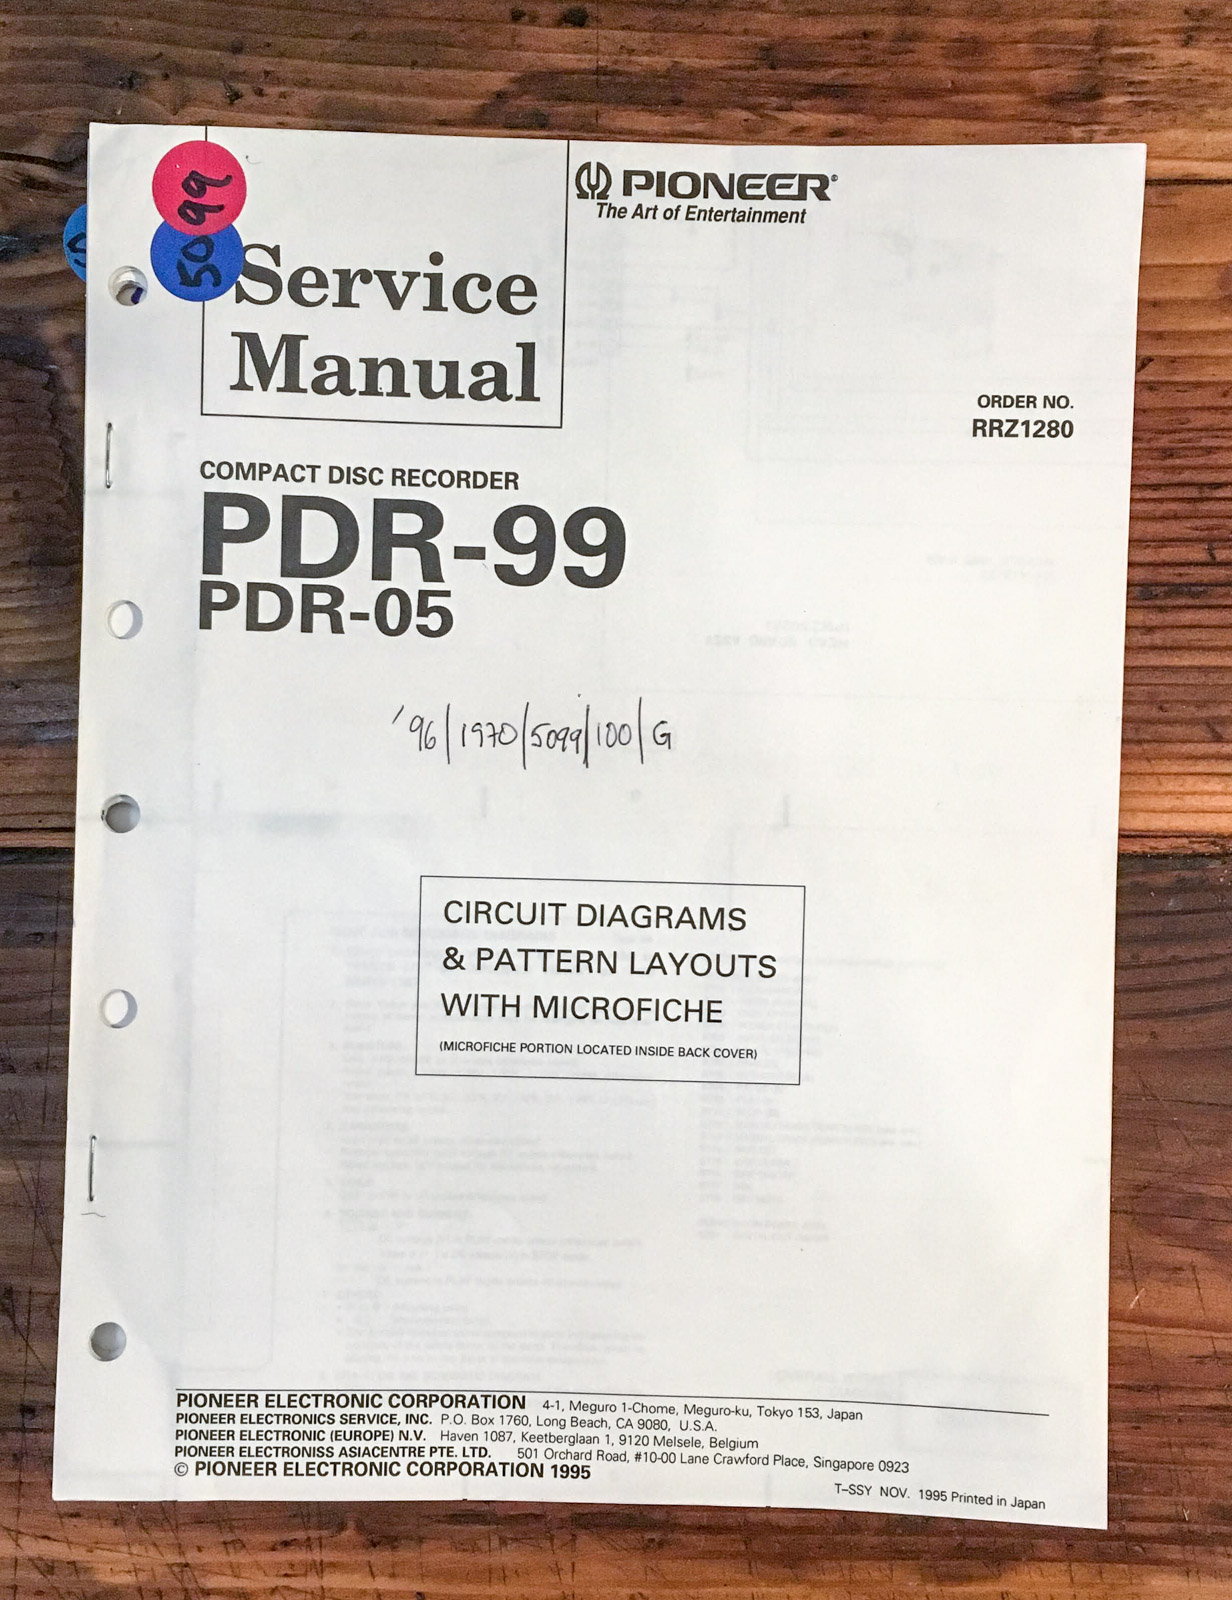 99
50
PIONEER®
The Art of Entertainment
Service
Manual
ORDER NO.
RRZ1280
COMPACT DISC RECORDER
PDR-99
PDR-05
'96/1970/5099/100/G
CIRCUIT DIAGRAMS
& PATTERN LAYOUTS
WITH MICROFICHE
(MICROFICHE PORTION LOCATED INSIDE BACK COVER)
PIONEER ELECTRONIC CORPORATION 4-1, Meguro 1-Chome, Meguro-ku, Tokyo 153, Japan
PIONEER ELECTRONICS SERVICE, INC. P.O. Box 1760, Long Beach, CA 9080, U.S.A.
PIONEER ELECTRONIC (EUROPE) N.V. Haven 1087, Keetberglaan 1, 9120 Melsele, Belgium
PIONEER ELECTRONISS ASIACENTRE PTE. LTD. 501 Orchard Road, #10-00 Lane Crawford Place, Singapore 0923
© PIONEER ELECTRONIC CORPORATION 1995
T-SSY NOV. 1995 Printed in Japan